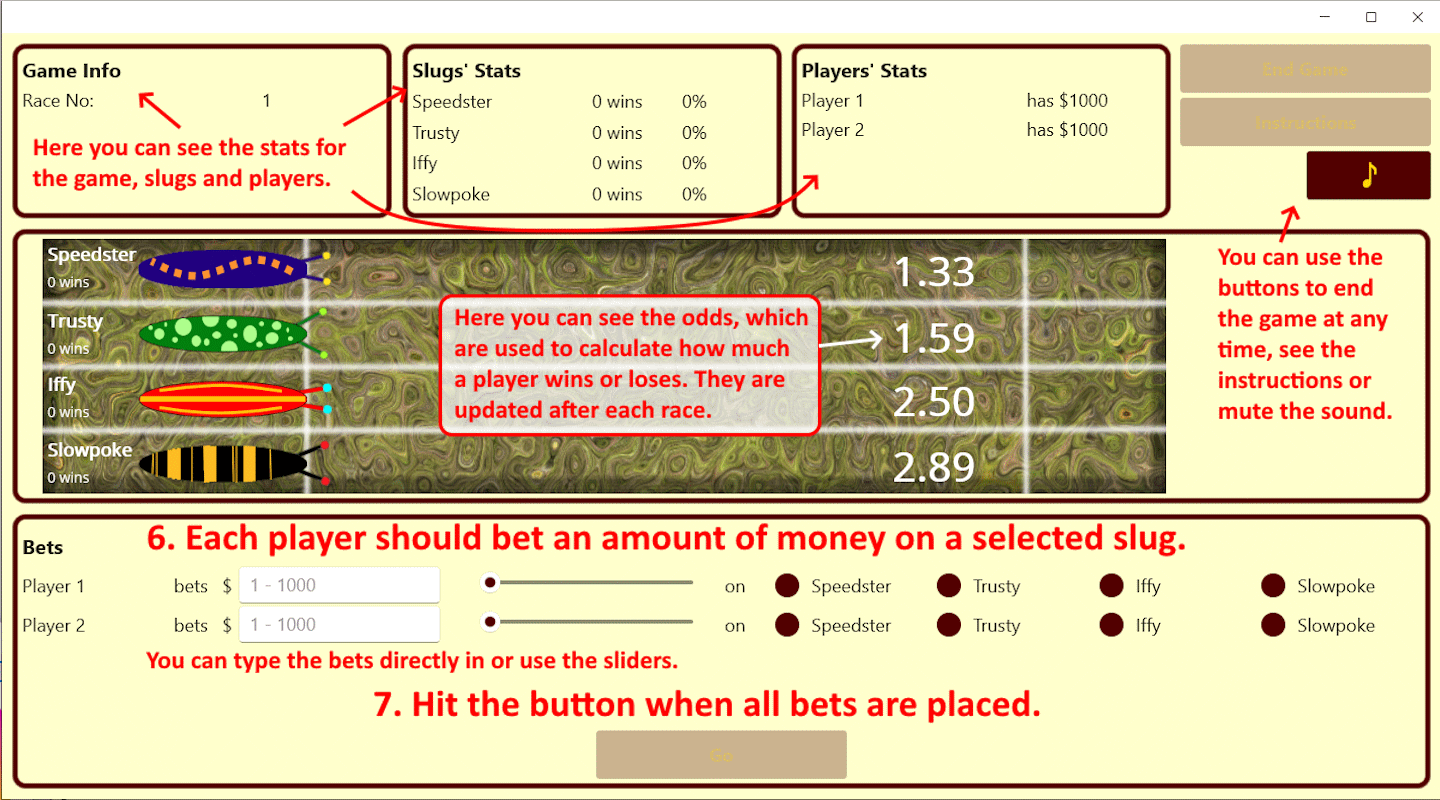 Game Info
Race No: 1
Here you can see the stats for
the game, slugs and players.
Slugs' Stats
Speedster 0 wins 0%
Trusty 0 wins 0%
Iffy 0 wins 0%
Slowpoke 0 wins 0%
Players' Stats
Player 1 has $1000
Player 2 has $1000
End Game
Instructions
You can use the
buttons to end
the game at any
time, see the
instructions or
mute the sound.
Speedster
0 wins
1.33
Trusty
0 wins
1.59
Iffy
0 wins
2.50
Slowpoke
0 wins
2.89
Here you can see the odds, which
are used to calculate how much
a player wins or loses. They are
updated after each race.
6. Each player should bet an amount of money on a selected slug.
Bets
Player 1 bets $ 1 - 1000 on Speedster Trusty Iffy Slowpoke
Player 2 bets $ 1 - 1000 on Speedster Trusty Iffy Slowpoke
You can type the bets directly in or use the sliders.
7. Hit the button when all bets are placed.
Go